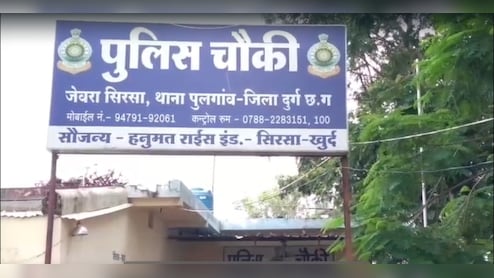 पुलिस चौकी
जेवरा सिरसा, थाना पुलगांव-जिला दुर्ग छ.ग
मोबाईल नं.- 94791-92061 कन्ट्रोल रुम - 0788-2283151, 100
सौजन्य - हनुमत राईस इंड.- सिरसा-खुर्द
पुलिस चौकी